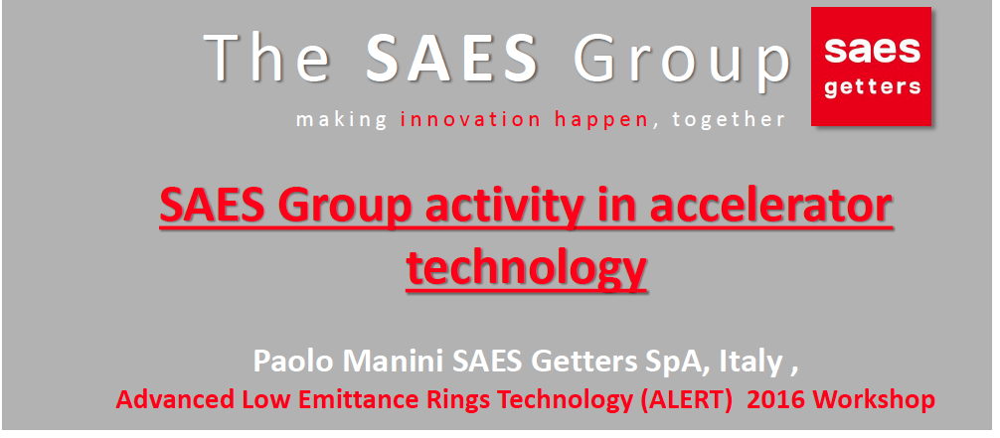 The SAES Group
saes
getters
making innovation happen, together
SAES Group activity in accelerator
technology
Paolo Manini SAES Getters SpA, Italy ,
Advanced Low Emittance Rings Technology (ALERT) 2016 Workshop